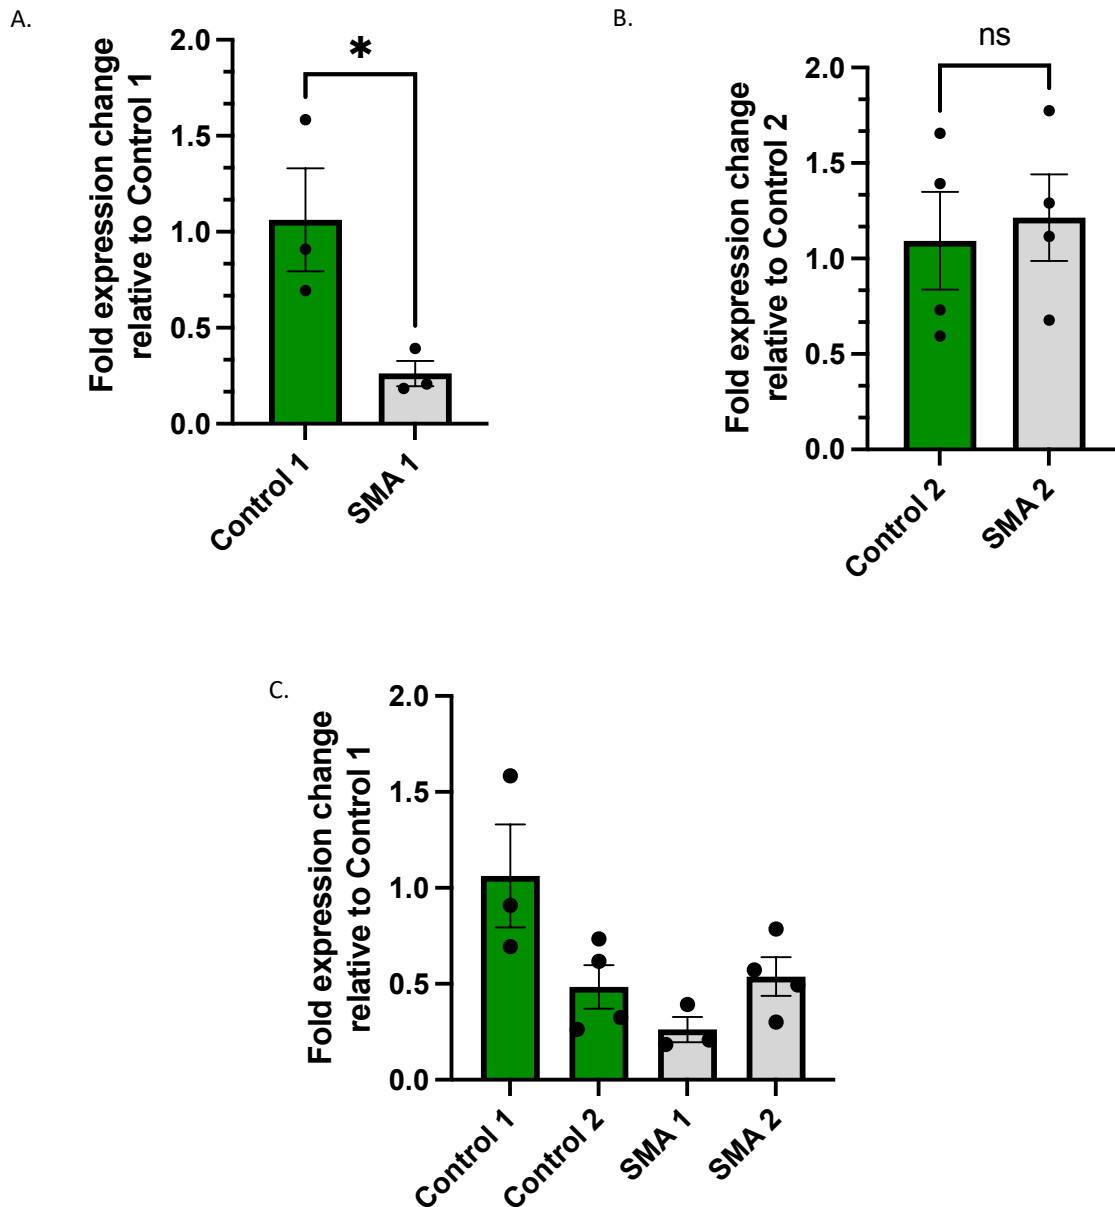 A.
Fold expression change
relative to Control 1
2.0
1.5
1.0
0.5
0.0
*
Control 1
SMA 1
B.
Fold expression change
relative to Control 2
2.0
1.5
1.0
0.5
0.0
ns
Control 2
SMA 2
C.
Fold expression change
relative to Control 1
2.0
1.5
1.0
0.5
0.0
Control 1
Control 2
SMA 1
SMA 2